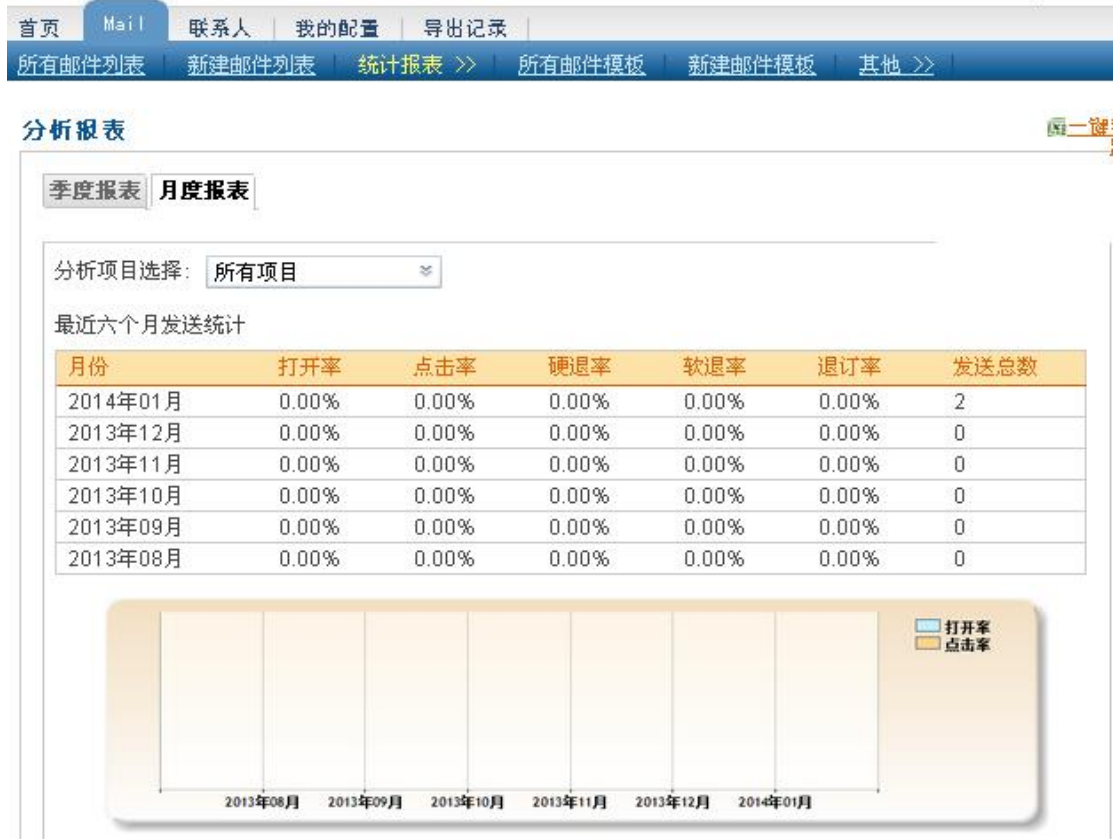 首页 Mail 联系人 我的配置 导出记录
所有邮件列表 新建邮件列表 统计报表 >> 所有邮件模板 新建邮件模板 其他 >>
分析报表 一键
季度报表 月度报表
分析项目选择: 所有项目
最近六个月发送统计
月份 打开率 点击率 硬退率 软退率 退订率 发送总数
2014年01月 0.00% 0.00% 0.00% 0.00% 0.00% 2
2013年12月 0.00% 0.00% 0.00% 0.00% 0.00% 0
2013年11月 0.00% 0.00% 0.00% 0.00% 0.00% 0
2013年10月 0.00% 0.00% 0.00% 0.00% 0.00% 0
2013年09月 0.00% 0.00% 0.00% 0.00% 0.00% 0
2013年08月 0.00% 0.00% 0.00% 0.00% 0.00% 0
打开率
点击率
2013年08月 2013年09月 2013年10月 2013年11月 2013年12月 2014年01月